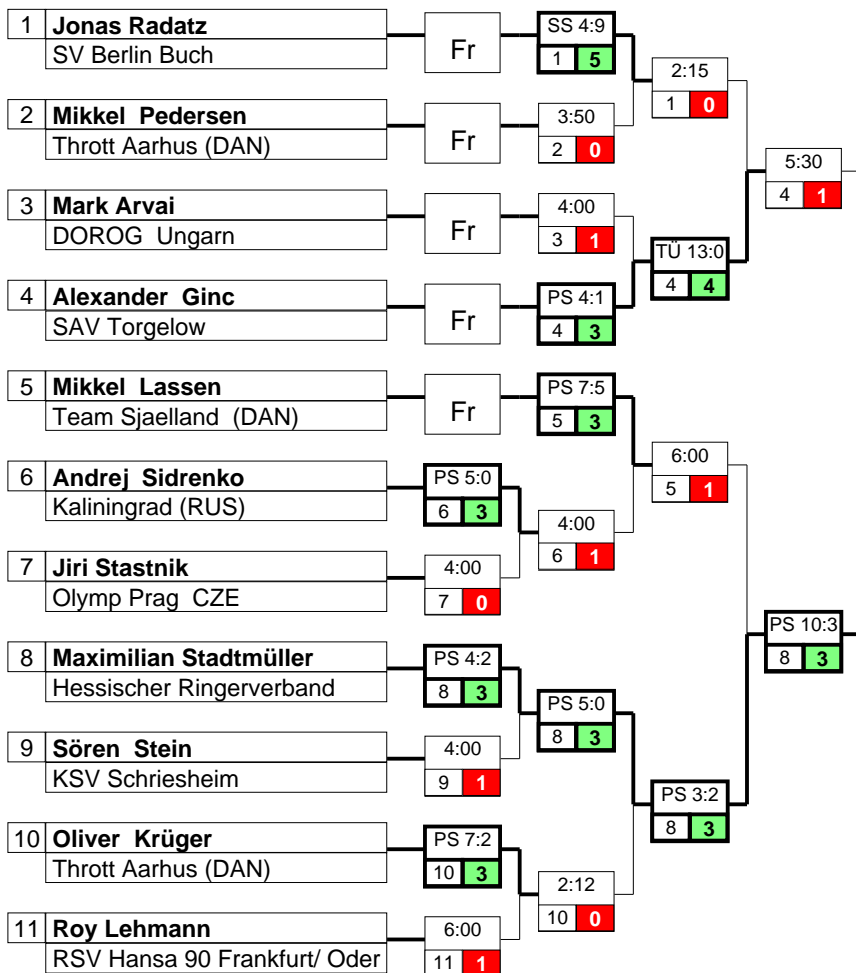 1 Jonas Radatz
SV Berlin Buch
Fr
SS 4:9
1 5
2:15
1 0
2 Mikkel Pedersen
Thrott Aarhus (DAN)
Fr
3:50
2 0
5:30
4 1
3 Mark Arvai
DOROG Ungarn
Fr
4:00
3 1
TÜ 13:0
4 4
4 Alexander Ginc
SAV Torgelow
Fr
PS 4:1
4 3
5 Mikkel Lassen
Team Sjaelland (DAN)
Fr
PS 7:5
5 3
6:00
5 1
6 Andrej Sidrenko
Kaliningrad (RUS)
PS 5:0
6 3
4:00
6 1
7 Jiri Stastnik
Olymp Prag CZE
4:00
7 0
PS 10:3
8 3
8 Maximilian Stadtmüller
Hessischer Ringerverband
PS 4:2
8 3
PS 5:0
8 3
9 Sören Stein
KSV Schriesheim
4:00
9 1
PS 3:2
8 3
10 Oliver Krüger
Thrott Aarhus (DAN)
PS 7:2
10 3
2:12
10 0
11 Roy Lehmann
RSV Hansa 90 Frankfurt/ Oder
6:00
11 1